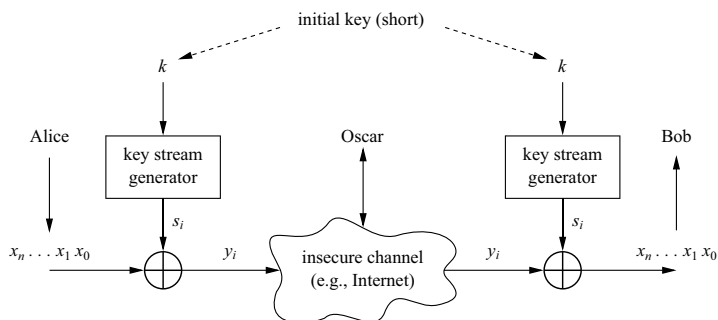 initial key (short)
k
k
Alice
Oscar
Bob
key stream
generator
key stream
generator
s_i
s_i
x_n . . . x_1 x_0
y_i
insecure channel
(e.g., Internet)
y_i
x_n . . . x_1 x_0